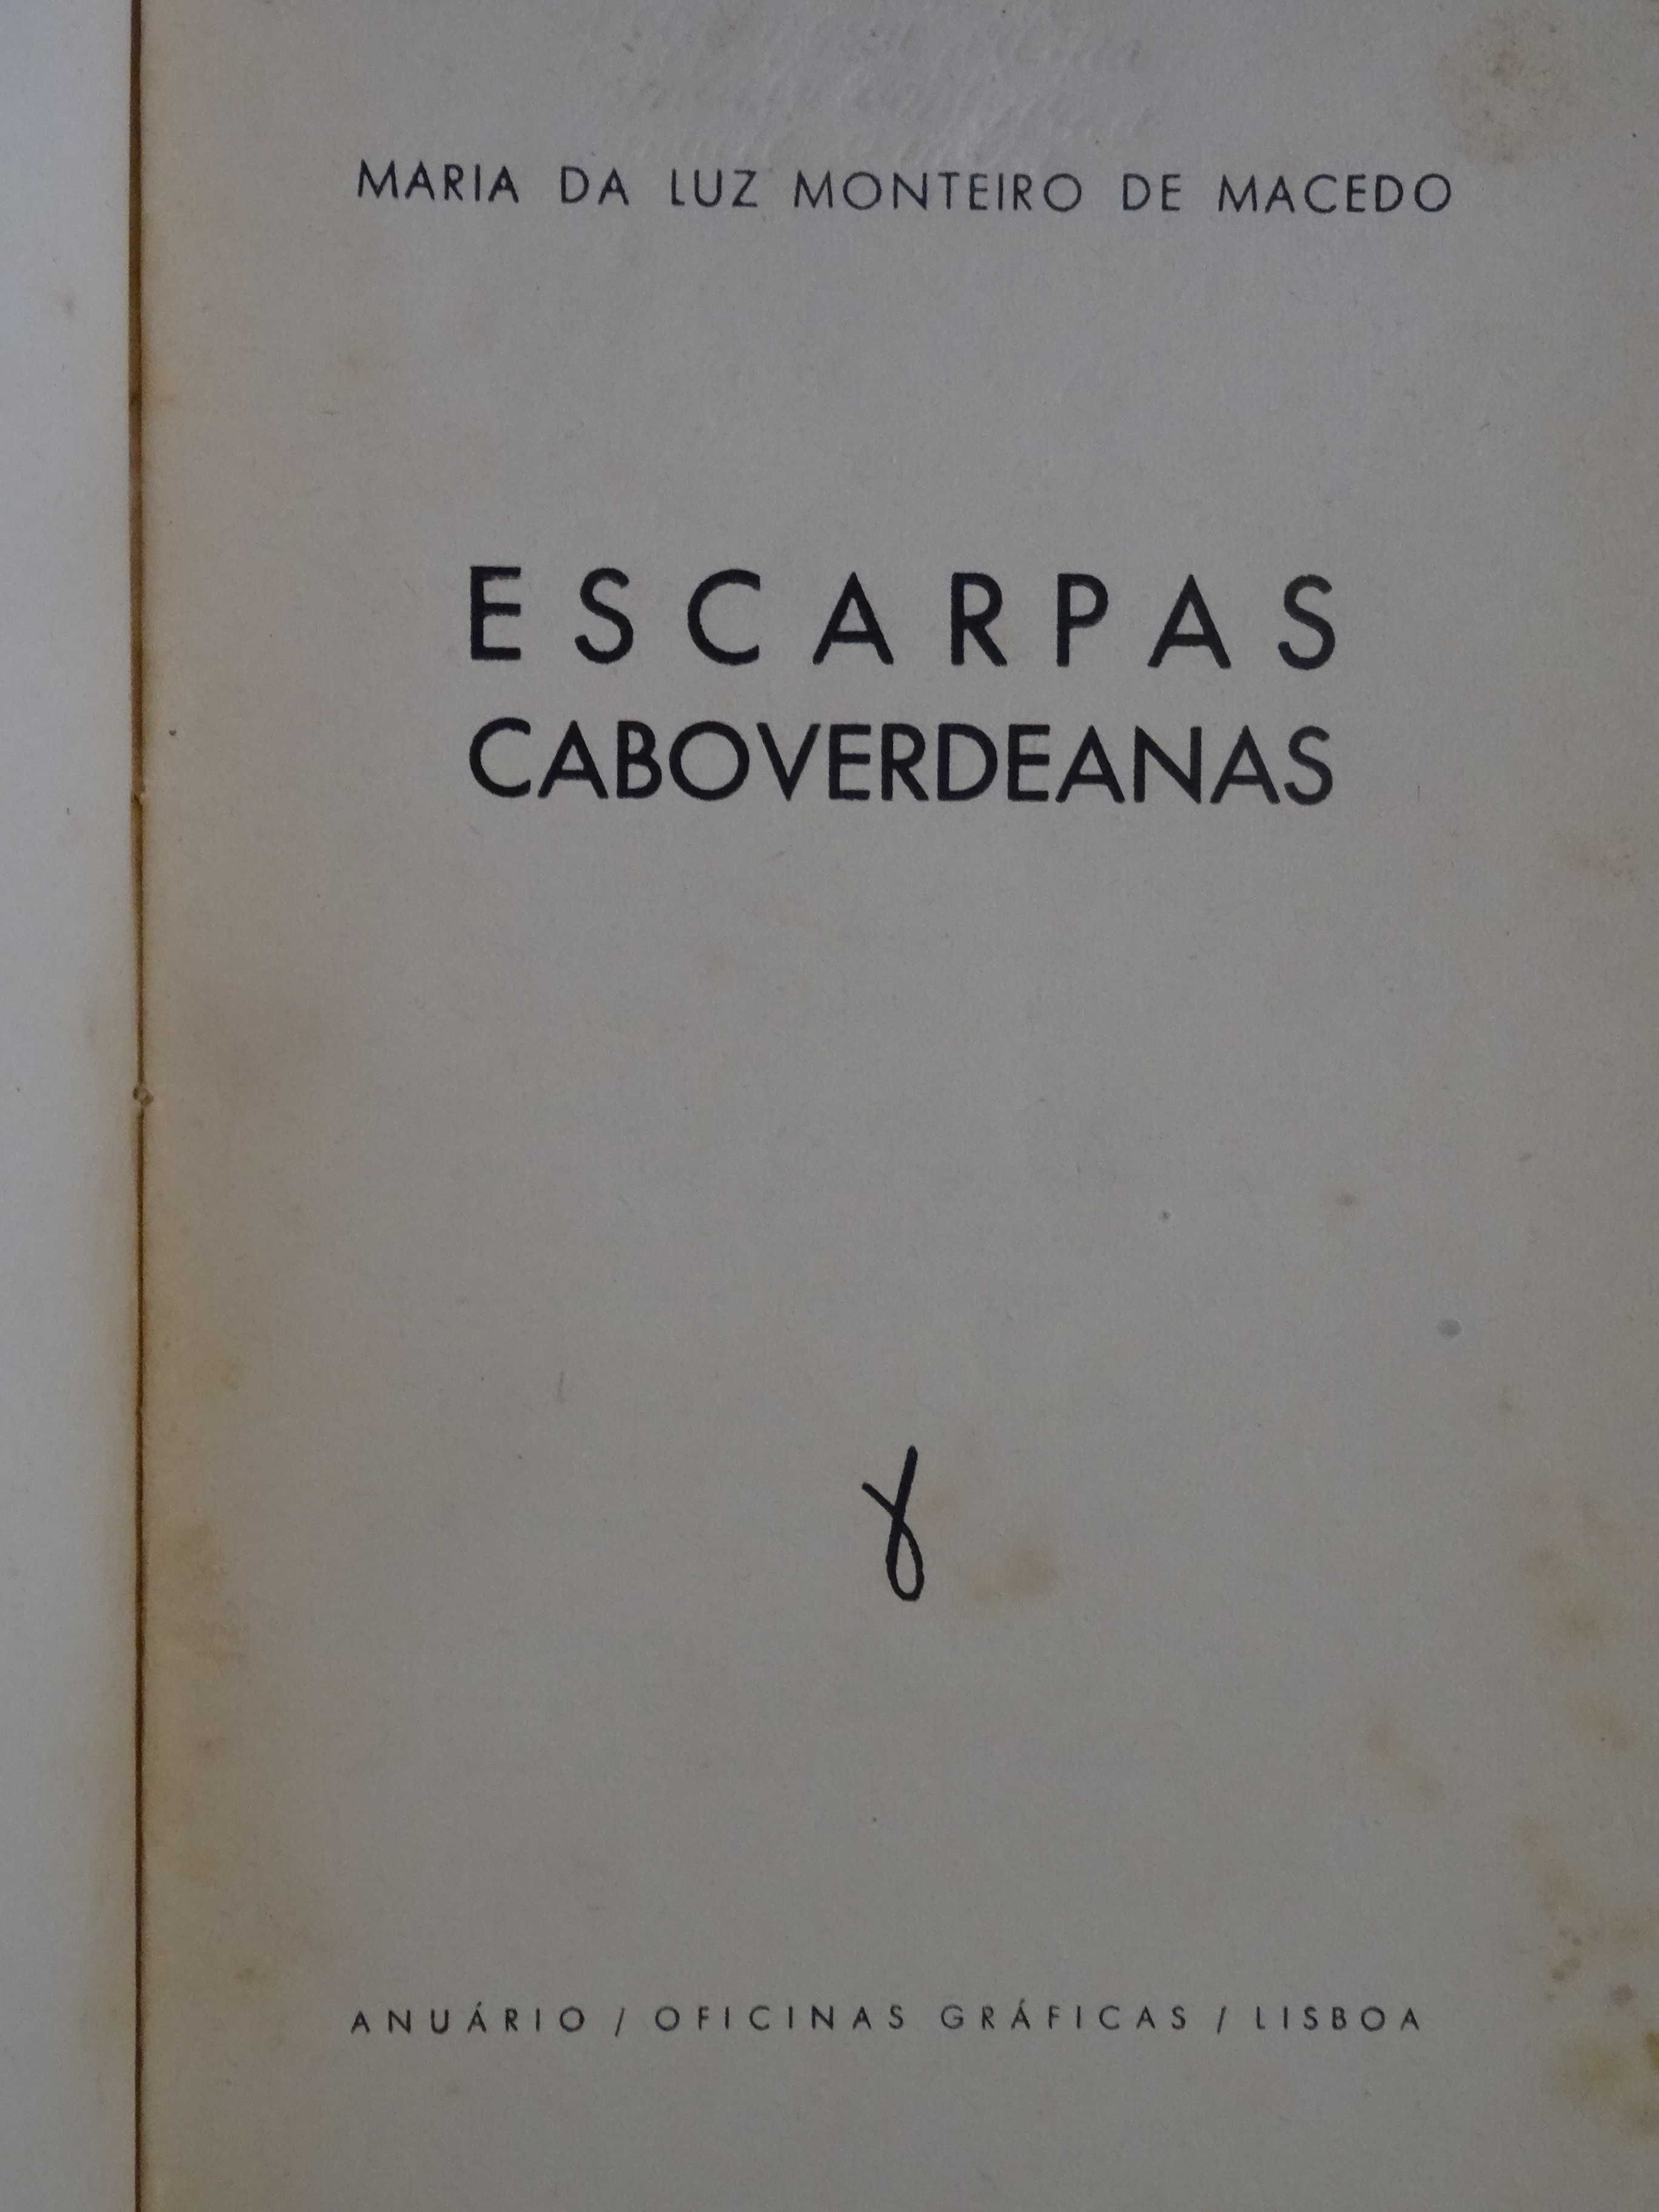 MARIA DA LUZ MONTEIRO DE MACEDO
ESCARPAS
CABOVERDEANAS
ANUÁRIO / OFICINAS GRÁFICAS / LISBOA